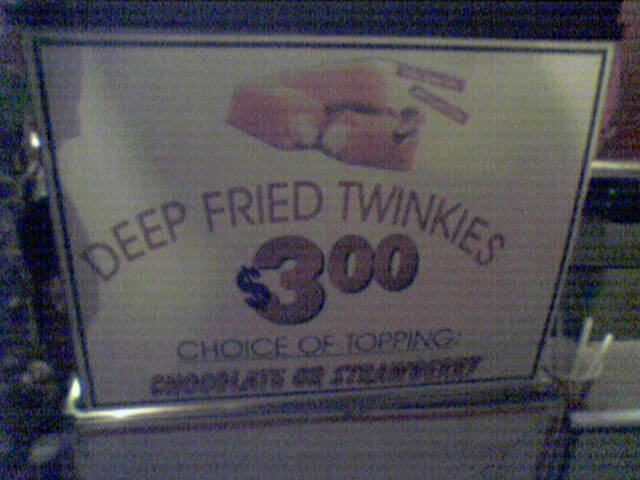 DEEP FRIED TWINKIES
$3.00
CHOICE OF TOPPING:
CHOCOLATE OR STRAWBERRY